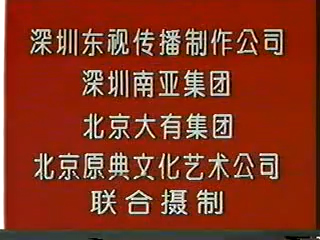 深圳东视传播制作公司
深圳南亚集团
北京大有集团
北京原典文化艺术公司
联合摄制